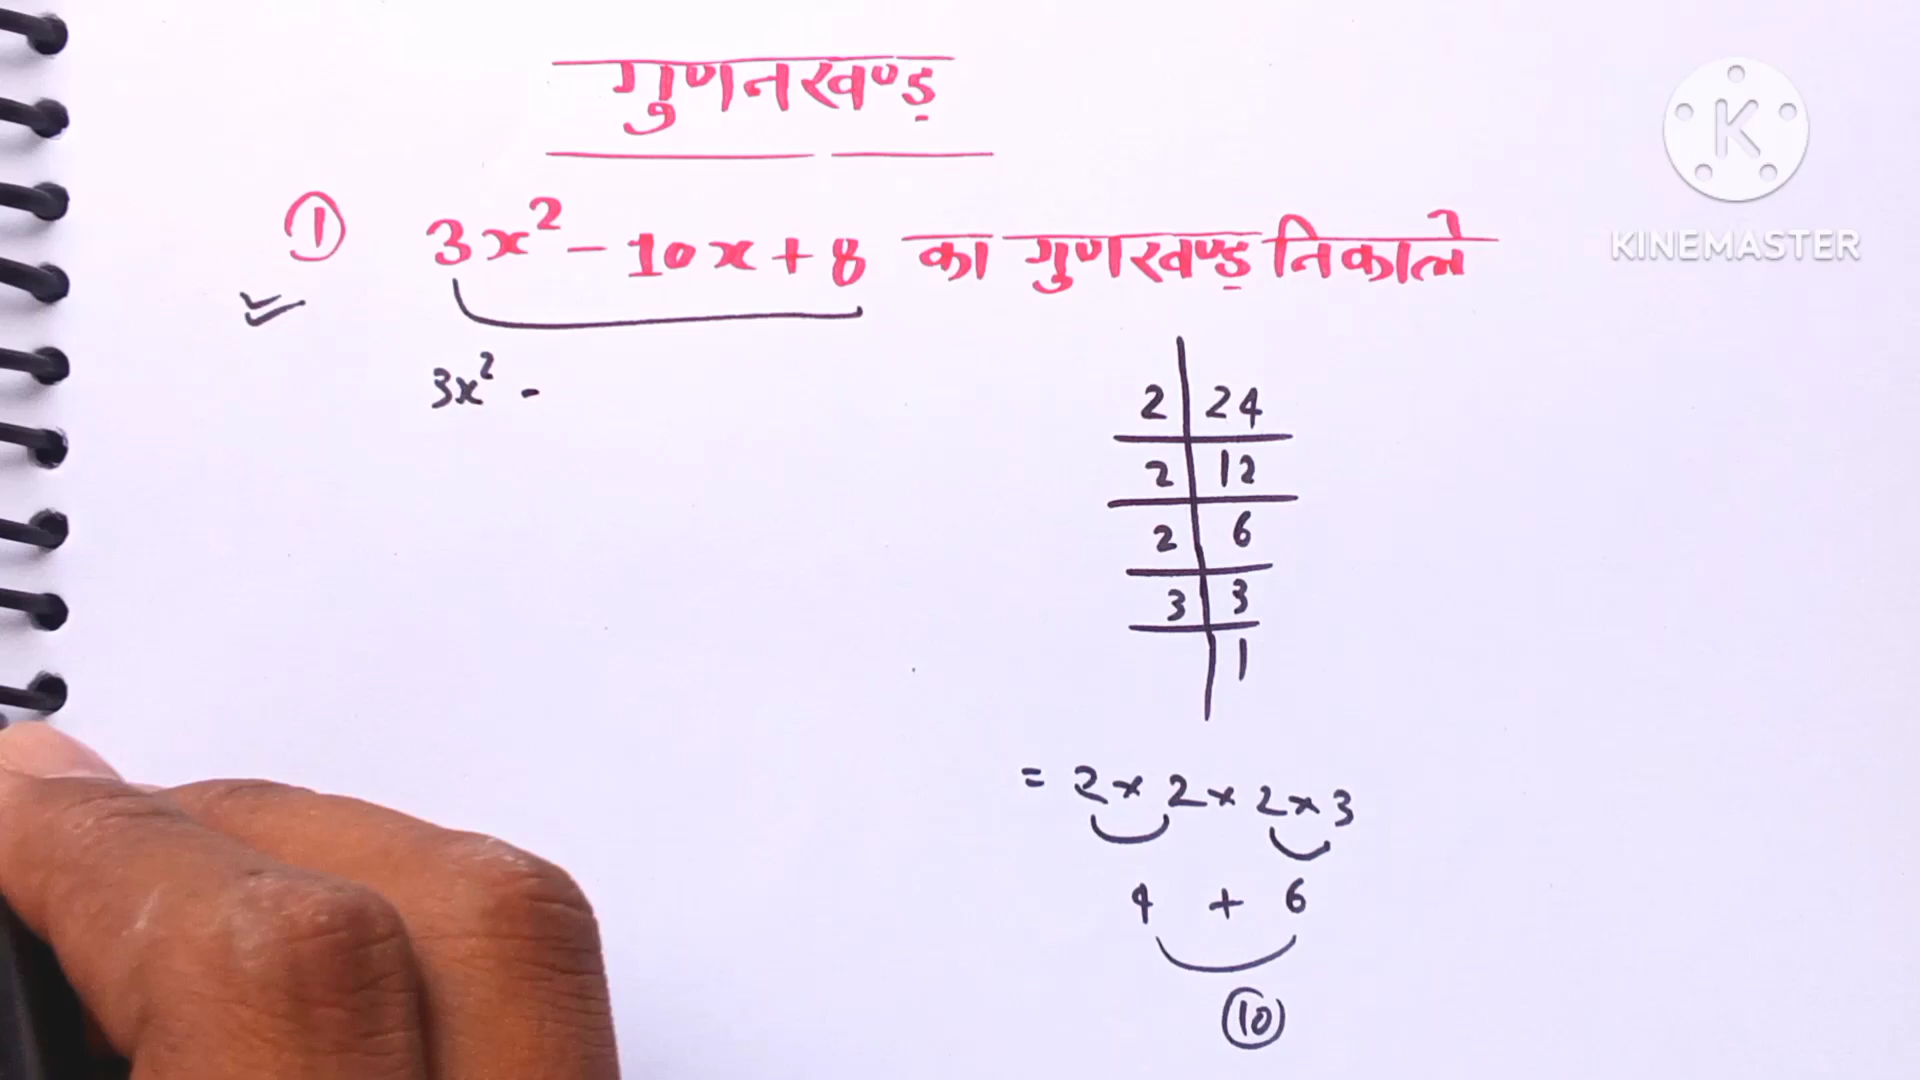 गुणनखण्ड़
① 3x² - 10x + 8 का गुणखण्ड़ निकाले
3x² -
2 | 24
2 | 12
2 | 6
3 | 3
| 1
= 2 × 2 × 2 × 3
4 + 6
10
K
KINEMASTER